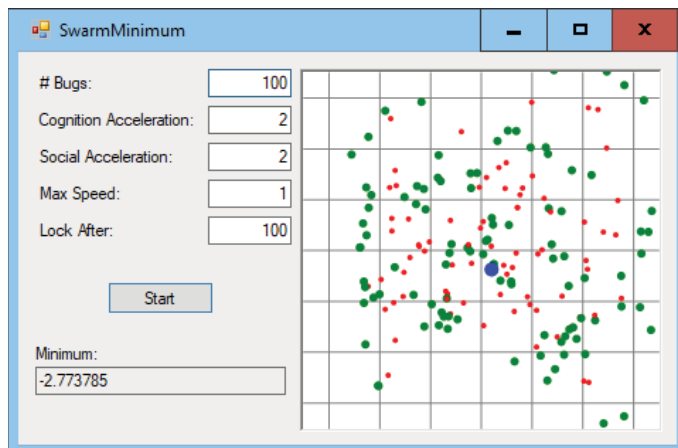 SwarmMinimum
# Bugs: 100
Cognition Acceleration: 2
Social Acceleration: 2
Max Speed: 1
Lock After: 100
Start
Minimum:
-2.773785